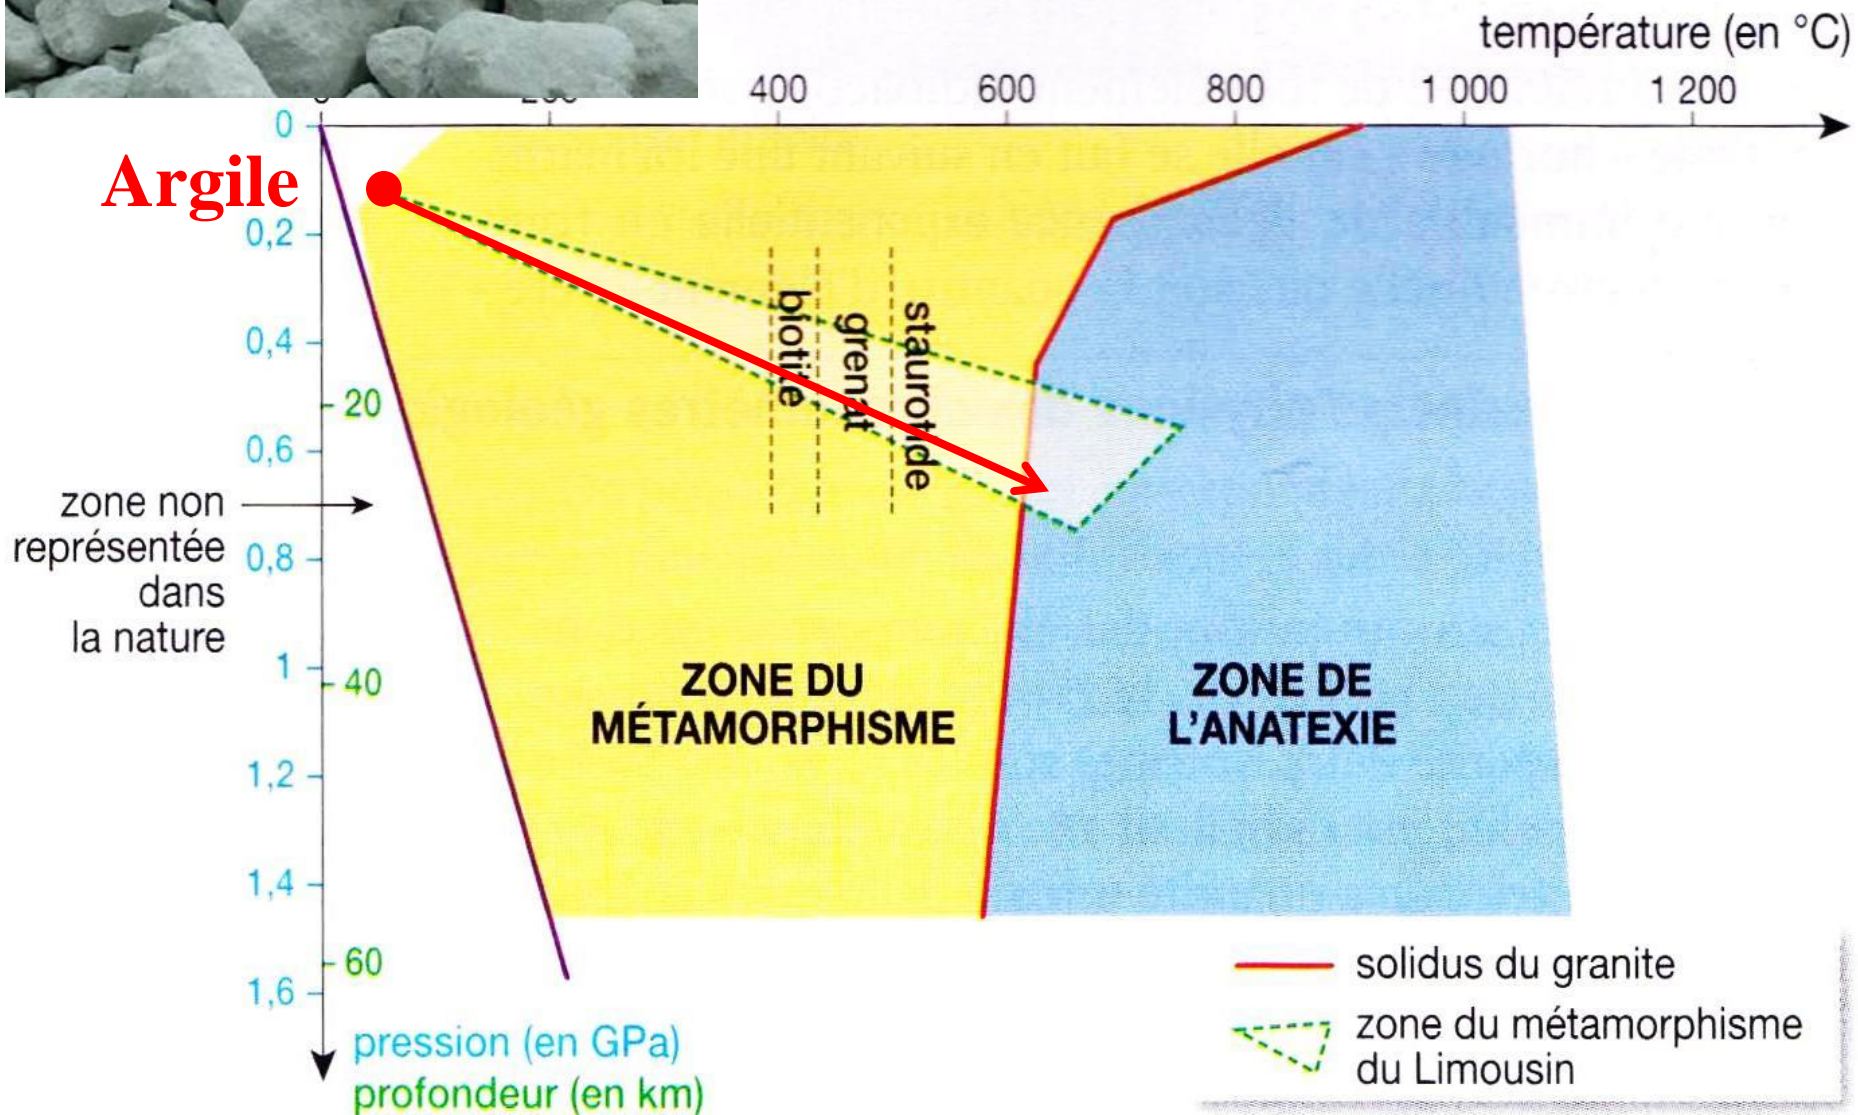 température (en °C)
400 600 800 1 000 1 200
0
Argile
0,2
0,4
20
0,6
zone non
représentée
dans
la nature
0,8
1
40
1,2
1,4
60
1,6
biotite
grenat
staurotide
ZONE DU
MÉTAMORPHISME
ZONE DE
L'ANATEXIE
pression (en GPa)
profondeur (en km)
solidus du granite
zone du métamorphisme
du Limousin